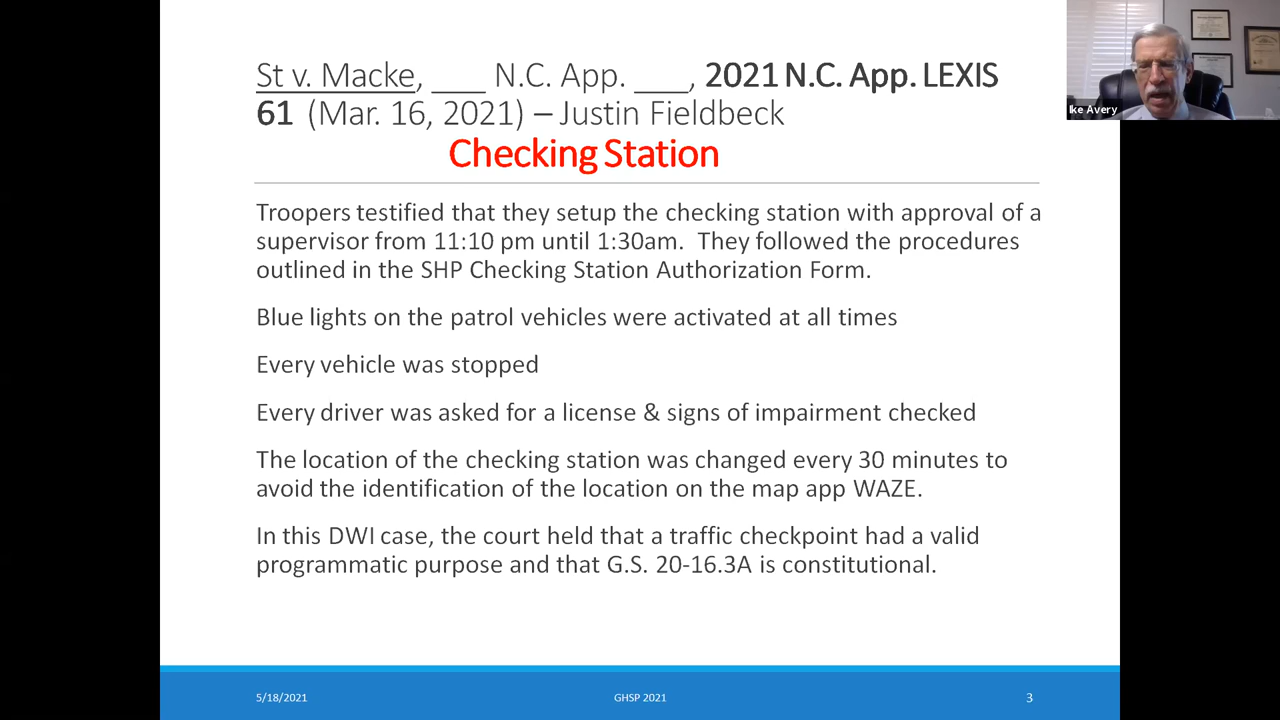 St v. Macke, ___ N.C. App. ___, 2021 N.C. App. LEXIS
61 (Mar. 16, 2021) – Justin Fieldbeck
Checking Station
Troopers testified that they setup the checking station with approval of a
supervisor from 11:10 pm until 1:30am. They followed the procedures
outlined in the SHP Checking Station Authorization Form.
Blue lights on the patrol vehicles were activated at all times
Every vehicle was stopped
Every driver was asked for a license & signs of impairment checked
The location of the checking station was changed every 30 minutes to
avoid the identification of the location on the map app WAZE.
In this DWI case, the court held that a traffic checkpoint had a valid
programmatic purpose and that G.S. 20-16.3A is constitutional.
5/18/2021
GHSP 2021
3
Ike Avery